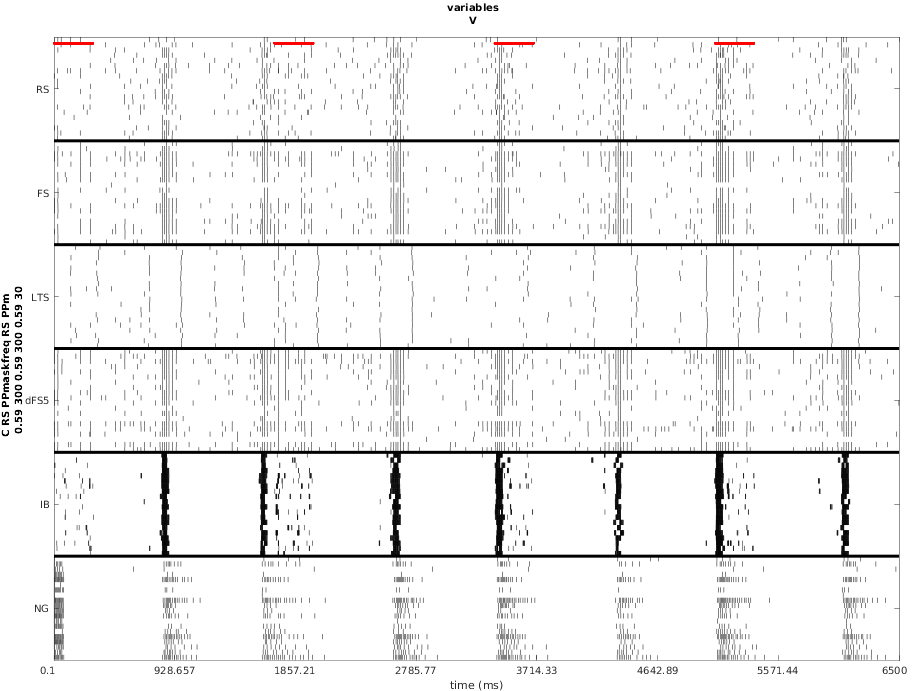 variables
V
RS
FS
LTS
dFS5
IB
NG
C RS PPmaskfreq RS PPm
0.59 300 0.59 300 0.59 30
0.1 928.657 1857.21 2785.77 3714.33 4642.89 5571.44 6500
time (ms)